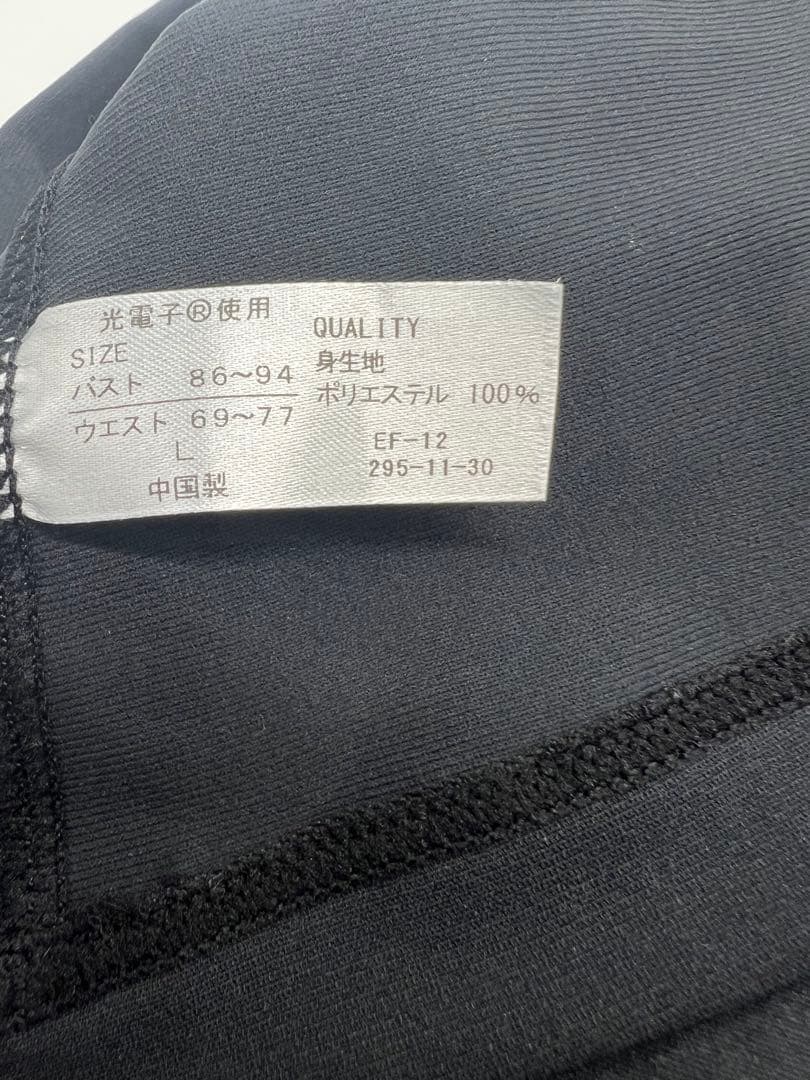 光電子®使用
SIZE
バスト 86〜94
ウエスト 69〜77
L
中国製
QUALITY
身生地
ポリエステル 100%
EF-12
295-11-30